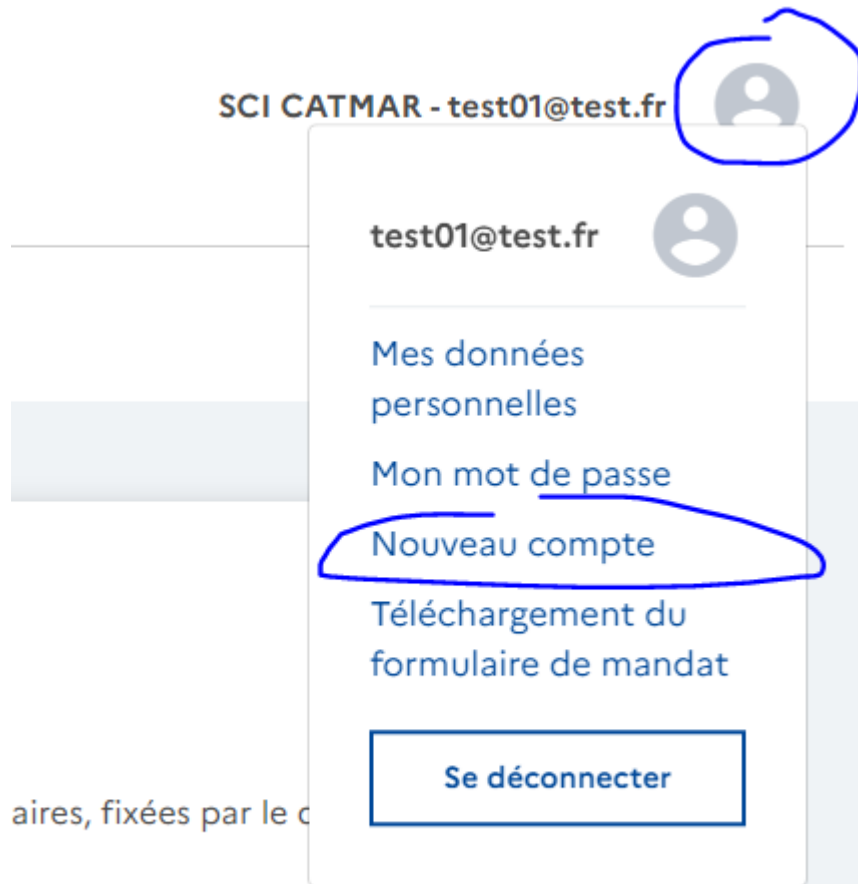 SCI CATMAR - test01@test.fr
test01@test.fr
Mes données
personnelles
Mon mot de passe
Nouveau compte
Téléchargement du
formulaire de mandat
Se déconnecter
aires, fixées par le c